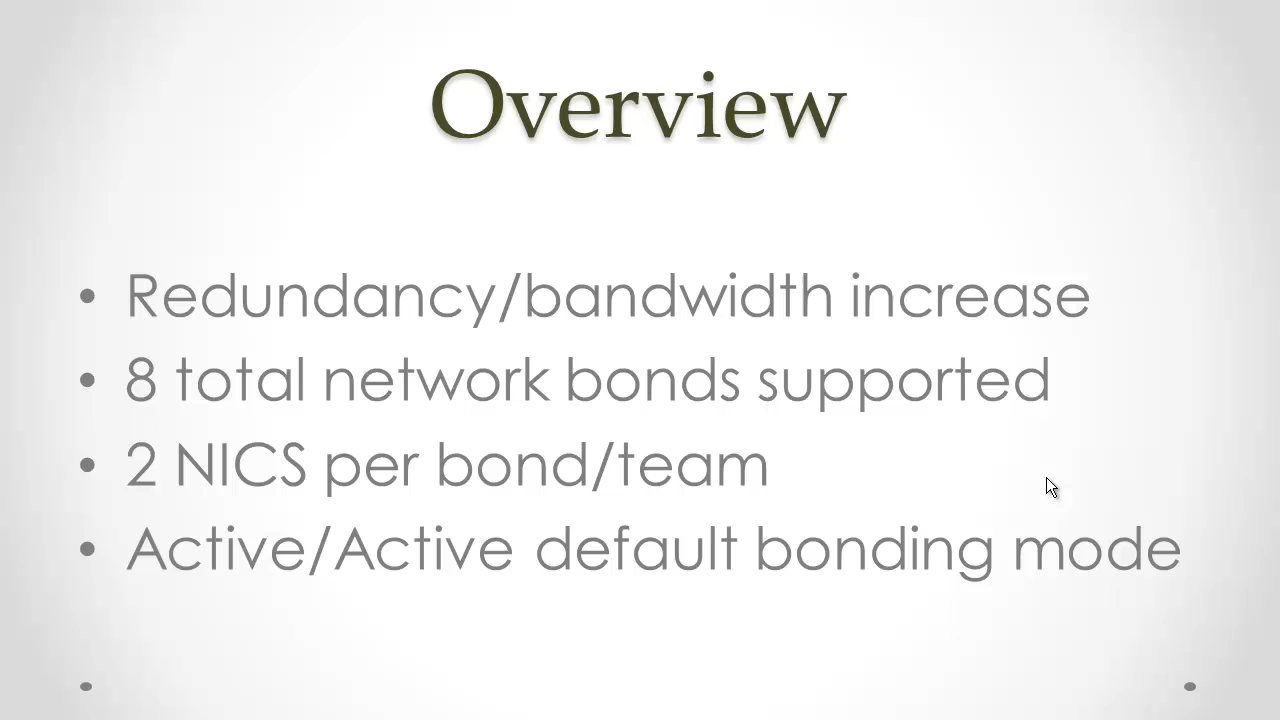 Overview
• Redundancy/bandwidth increase
• 8 total network bonds supported
• 2 NICS per bond/team
• Active/Active default bonding mode